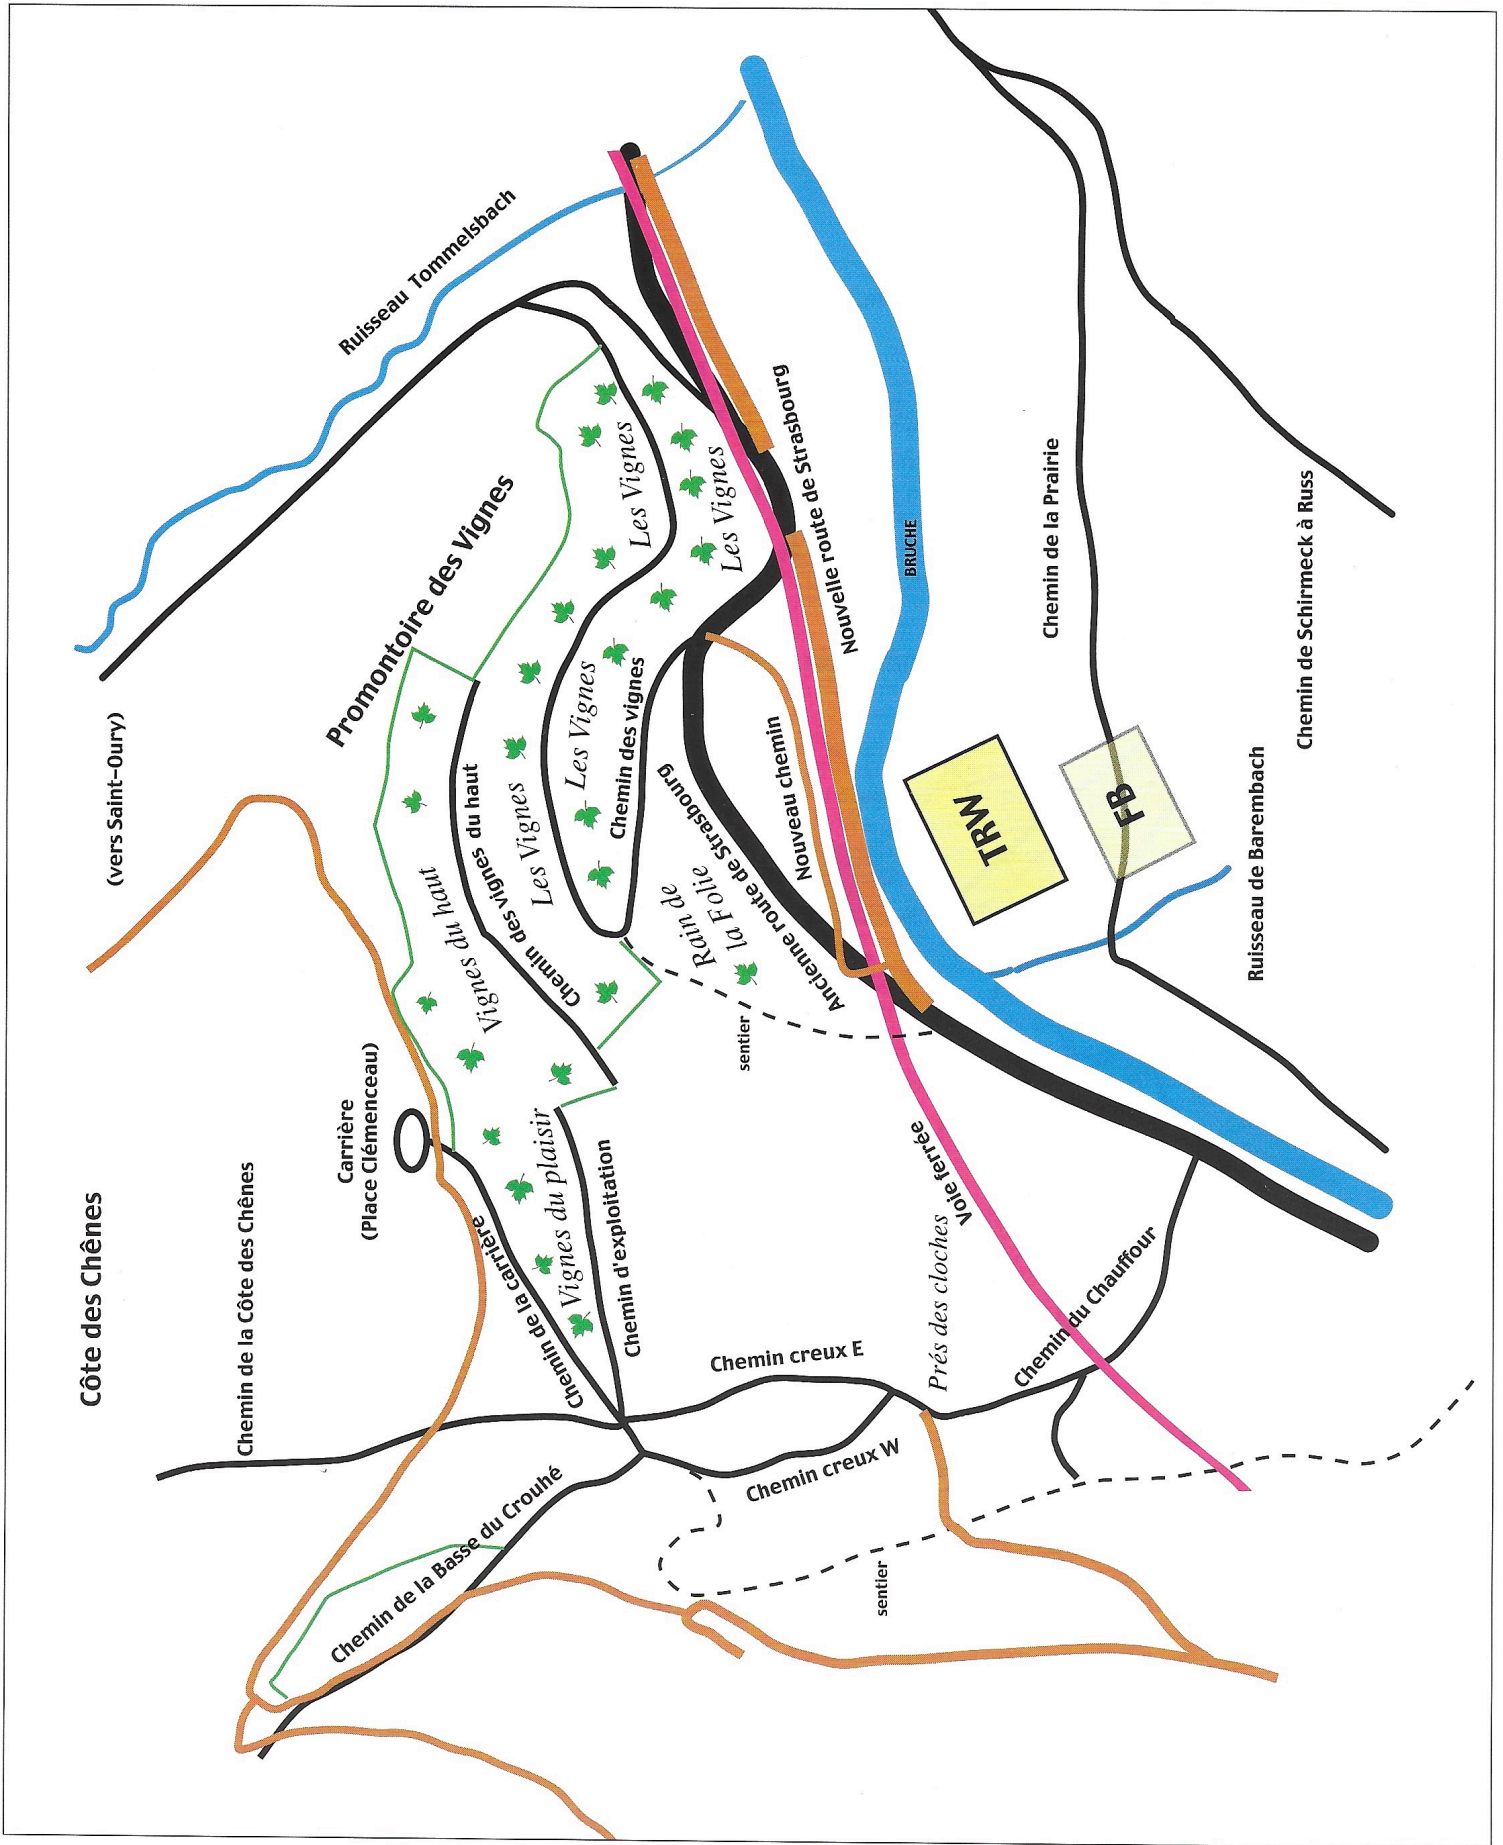 Côte des Chênes
(vers Saint-Oury)
Chemin de la Côte des Chênes
Carrière
(Place Clémenceau)
Promontoire des Vignes
Ruisseau Tommelsbach
Chemin de la Basse du Crouhé
Chemin de la carrière
Vignes du plaisir
Chemin d'exploitation
Vignes du haut
Chemin des vignes du haut
Les Vignes
Les Vignes
Les Vignes
Les Vignes
Chemin des vignes
Rain de
la Folie
sentier
Ancienne route de Strasbourg
Nouveau chemin
Nouvelle route de Strasbourg
Chemin creux E
Chemin creux W
sentier
Prés des cloches
Voie ferrée
Chemin du Chauffour
BRUCHE
TRW
FB
Chemin de la Prairie
Ruisseau de Barembach
Chemin de Schirmeck à Russ